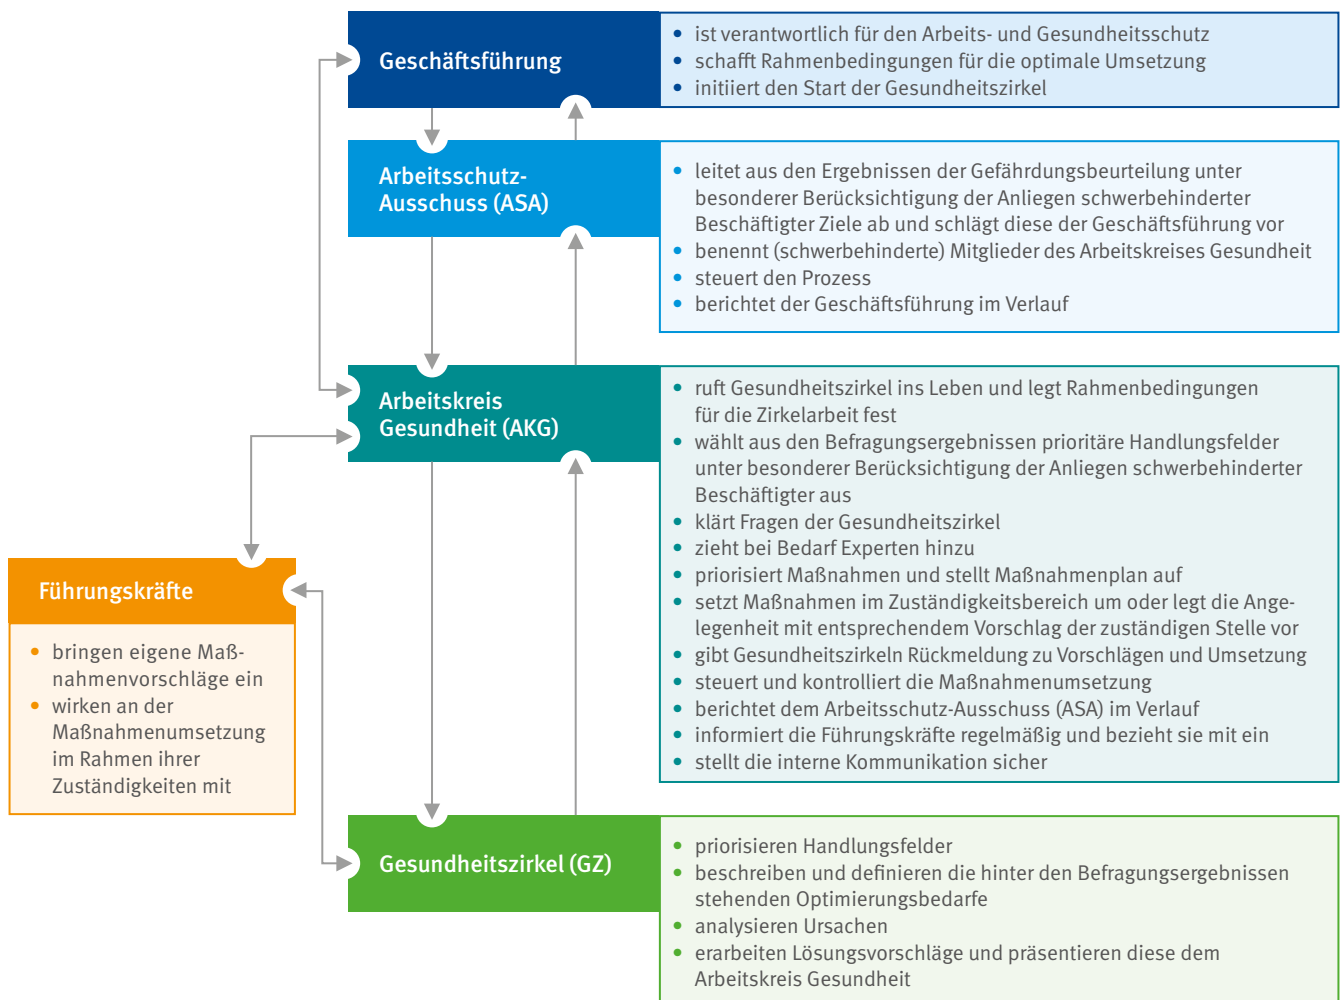 Geschäftsführung
• ist verantwortlich für den Arbeits- und Gesundheitsschutz
• schafft Rahmenbedingungen für die optimale Umsetzung
• initiiert den Start der Gesundheitszirkel
Arbeitsschutz-
Ausschuss (ASA)
• leitet aus den Ergebnissen der Gefährdungsbeurteilung unter
besonderer Berücksichtigung der Anliegen schwerbehinderter
Beschäftigter Ziele ab und schlägt diese der Geschäftsführung vor
• benennt (schwerbehinderte) Mitglieder des Arbeitskreises Gesundheit
• steuert den Prozess
• berichtet der Geschäftsführung im Verlauf
Arbeitskreis
Gesundheit (AKG)
• ruft Gesundheitszirkel ins Leben und legt Rahmenbedingungen
für die Zirkelarbeit fest
• wählt aus den Befragungsergebnissen prioritäre Handlungsfelder
unter besonderer Berücksichtigung der Anliegen schwerbehinderter
Beschäftigter aus
• klärt Fragen der Gesundheitszirkel
• zieht bei Bedarf Experten hinzu
• priorisiert Maßnahmen und stellt Maßnahmenplan auf
• setzt Maßnahmen im Zuständigkeitsbereich um oder legt die Ange-
legenheit mit entsprechendem Vorschlag der zuständigen Stelle vor
• gibt Gesundheitszirkeln Rückmeldung zu Vorschlägen und Umsetzung
• steuert und kontrolliert die Maßnahmenumsetzung
• berichtet dem Arbeitsschutz-Ausschuss (ASA) im Verlauf
• informiert die Führungskräfte regelmäßig und bezieht sie mit ein
• stellt die interne Kommunikation sicher
Führungskräfte
• bringen eigene Maß-
nahmenvorschläge ein
• wirken an der
Maßnahmenumsetzung
im Rahmen ihrer
Zuständigkeiten mit
Gesundheitszirkel (GZ)
• priorisieren Handlungsfelder
• beschreiben und definieren die hinter den Befragungsergebnissen
stehenden Optimierungsbedarfe
• analysieren Ursachen
• erarbeiten Lösungsvorschläge und präsentieren diese dem
Arbeitskreis Gesundheit